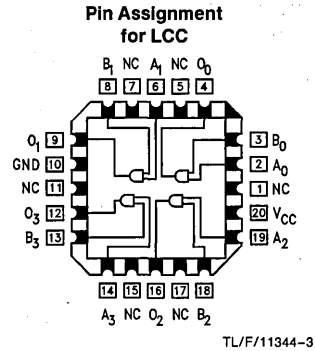 Pin Assignment
for LCC
B₁ NC A₁ NC O₀
8 7 6 5 4
O₁ 9 3 B₀
GND 10 2 A₀
NC 11 1 NC
O₃ 12 20 VCC
B₃ 13 19 A₂
14 15 16 17 18
A₃ NC O₂ NC B₂
TL/F/11344–3